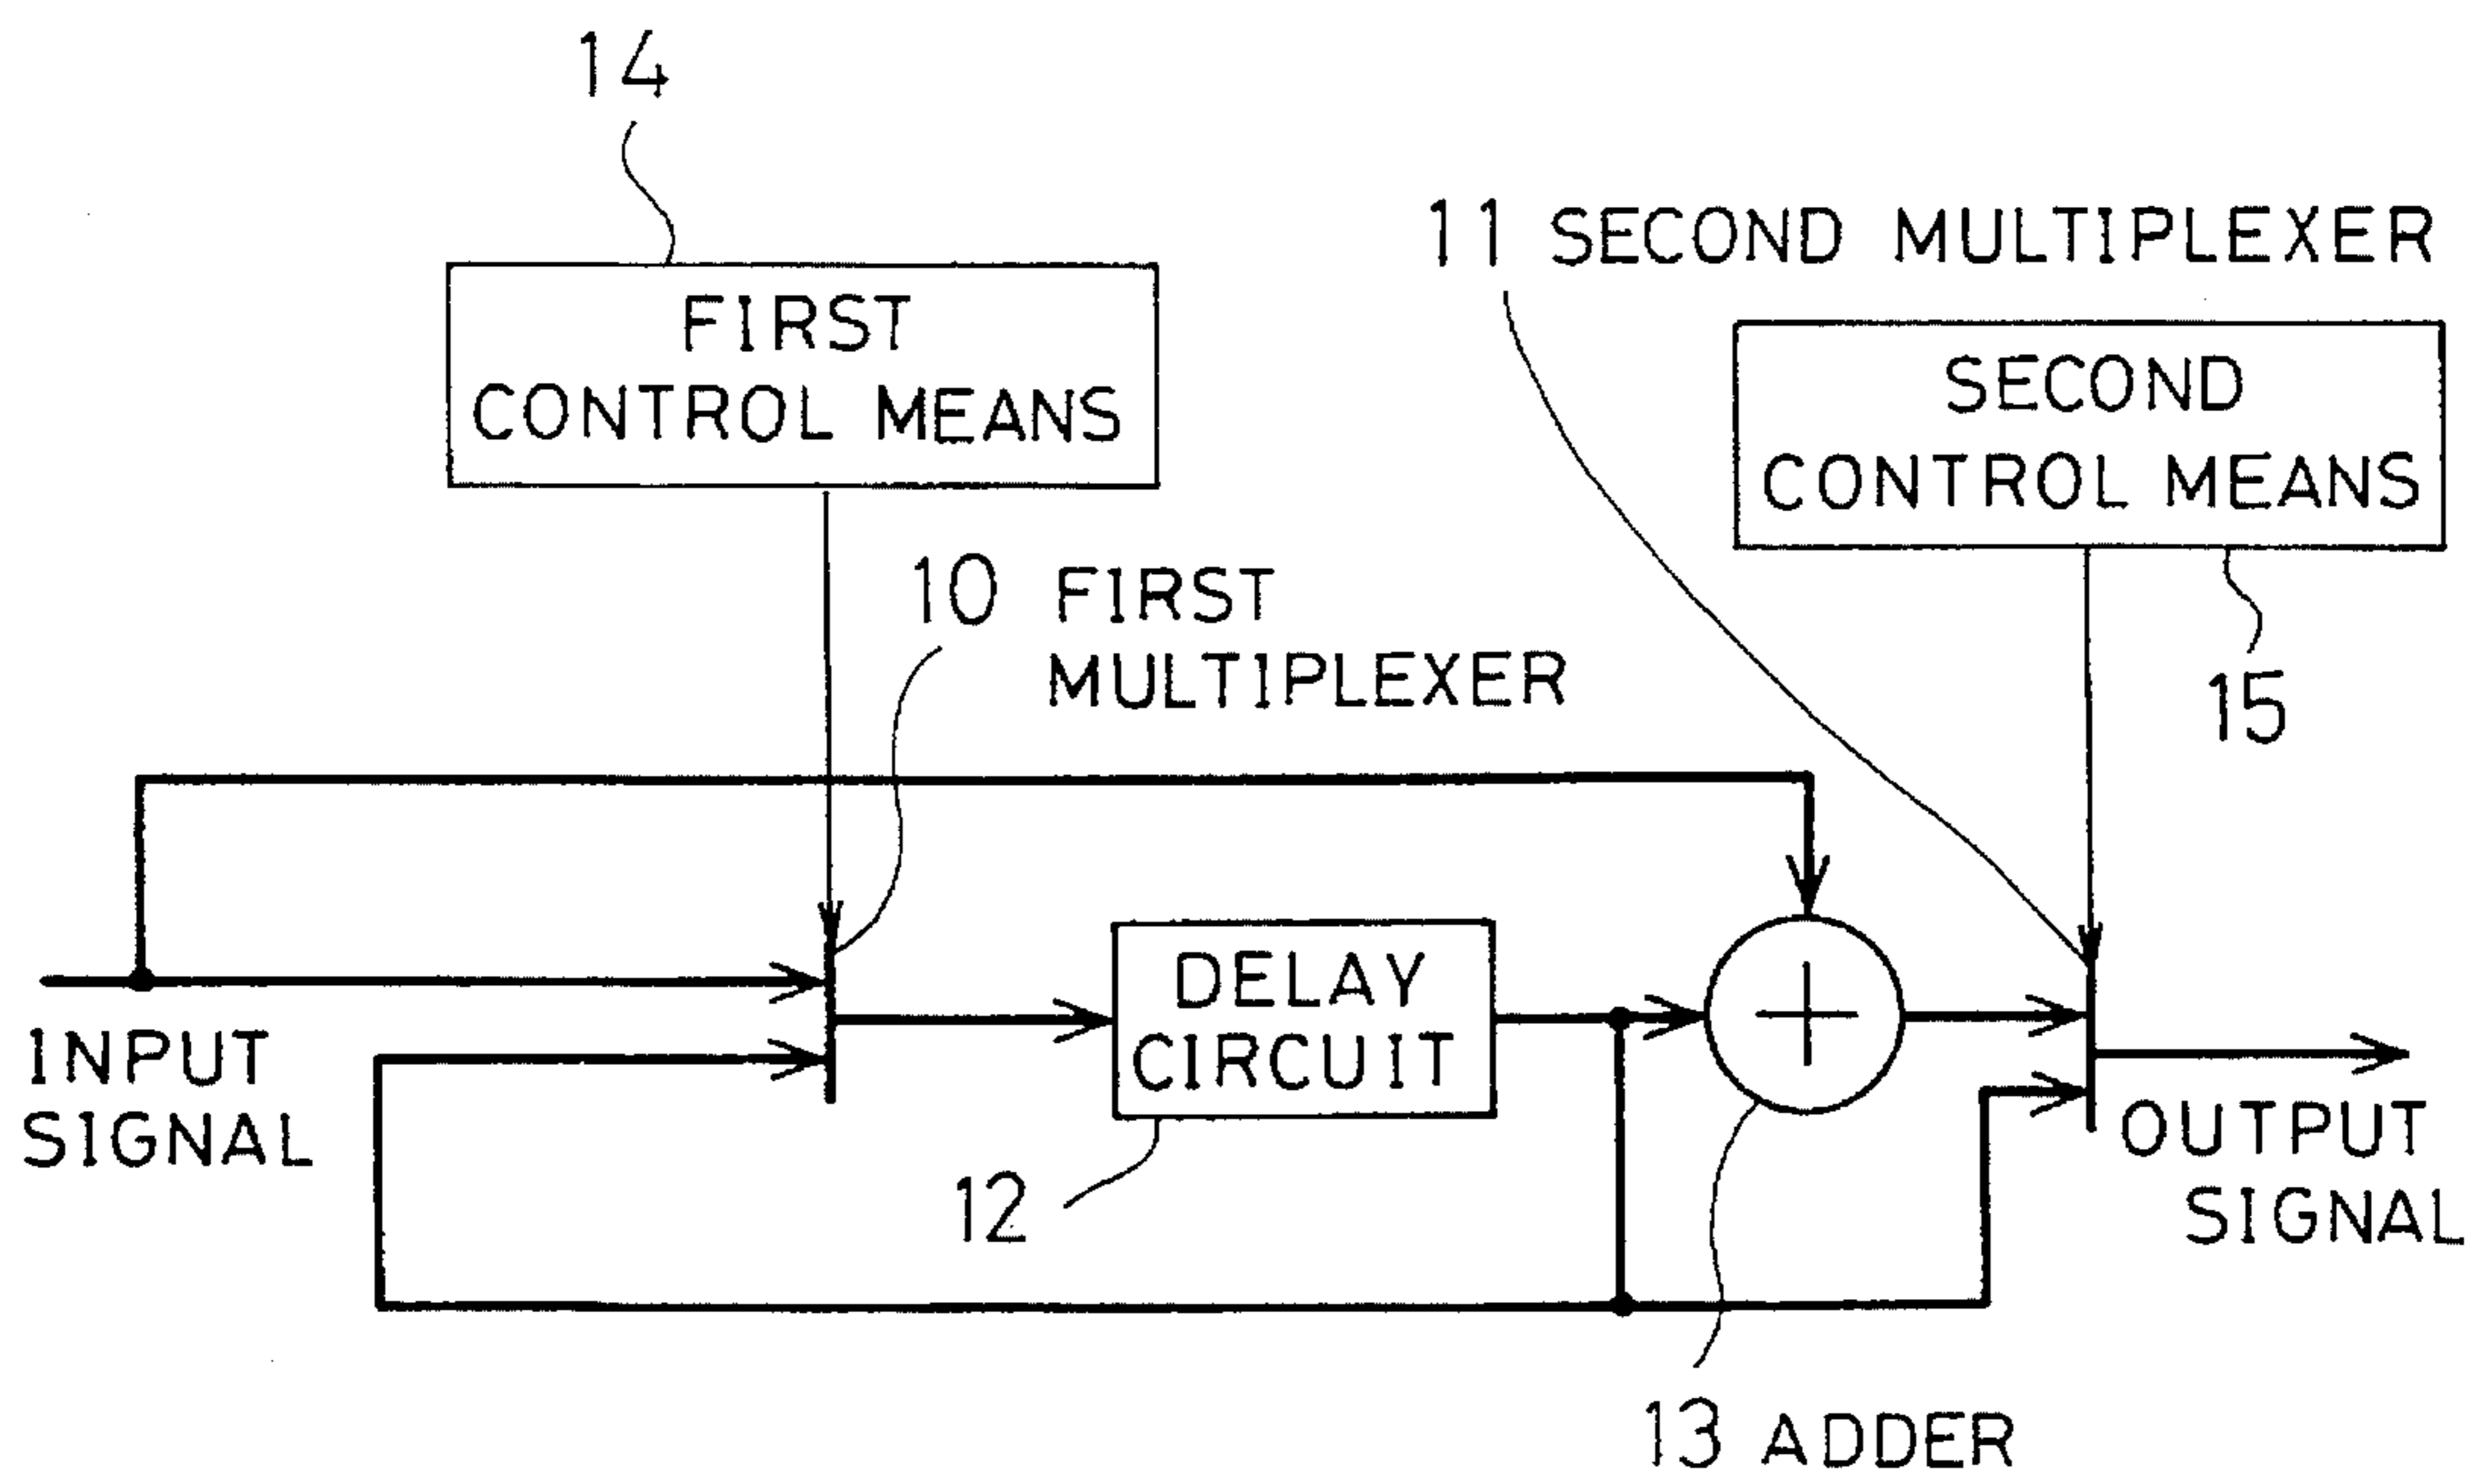 14
11 SECOND MULTIPLEXER
FIRST
CONTROL MEANS
SECOND
CONTROL MEANS
10 FIRST
MULTIPLEXER
15
INPUT
SIGNAL
DELAY
CIRCUIT
12
OUTPUT
SIGNAL
13 ADDER